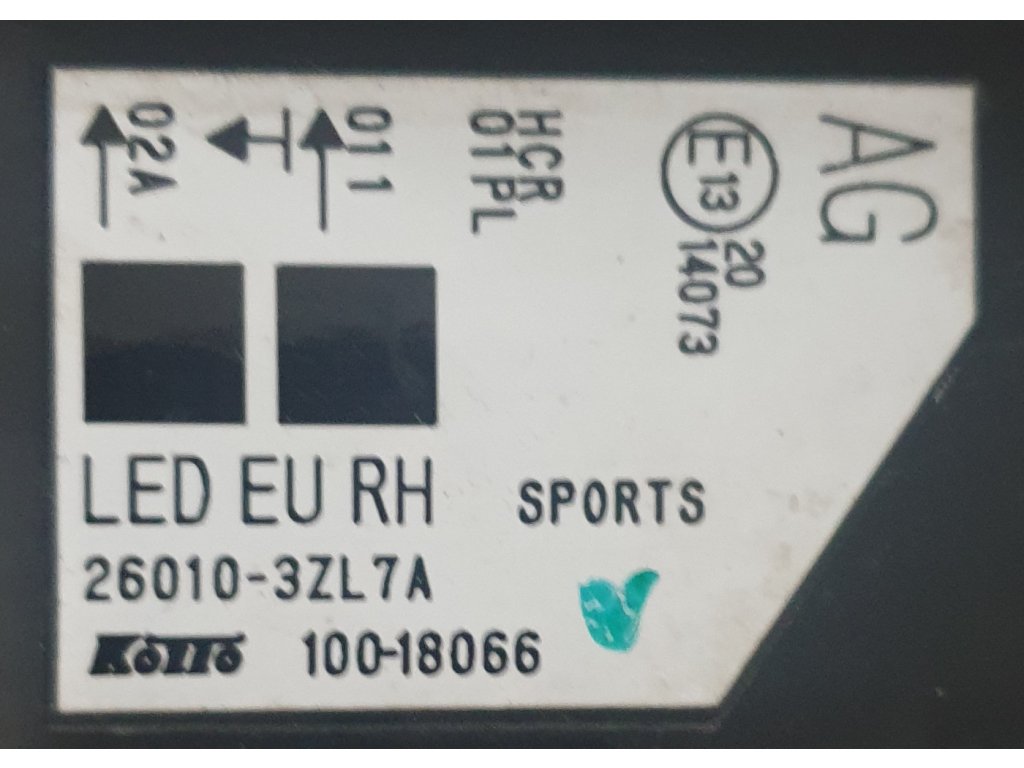 AG
E13
20
14073
HCR
01PL
011
02A
LED EU RH
SPORTS
26010-3ZL7A
KOITO 100-18066